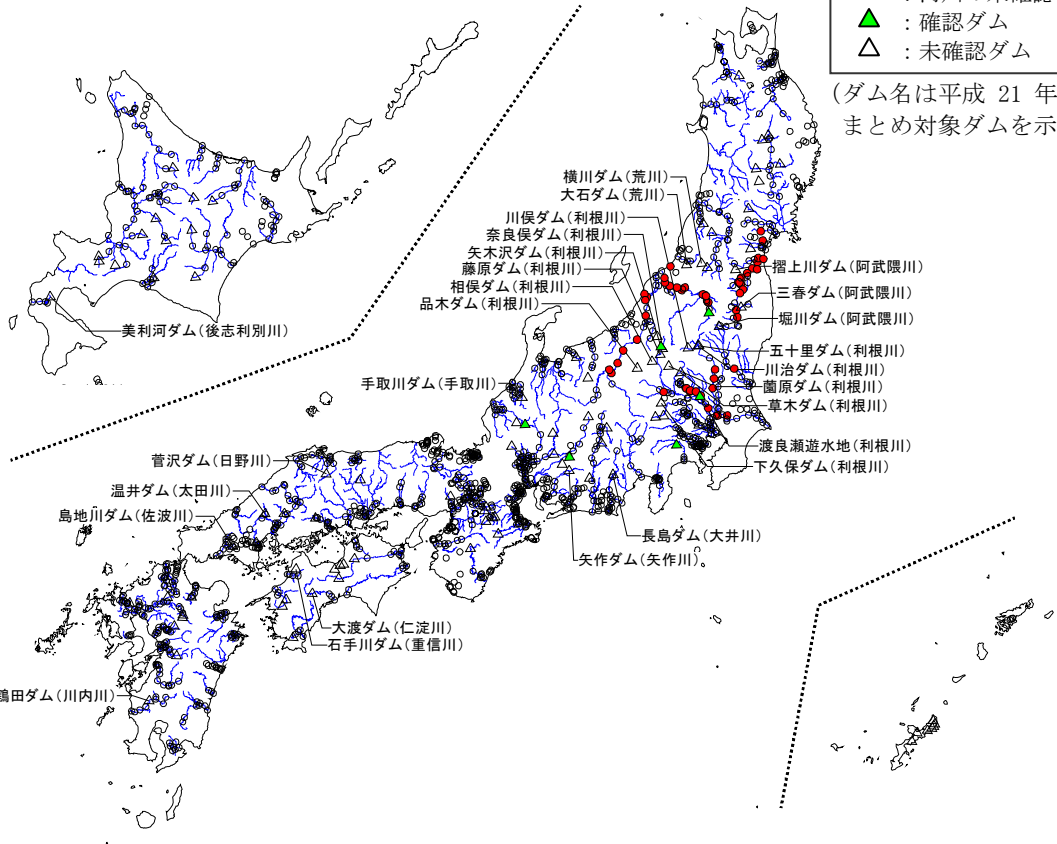 ：確認ダム
：未確認ダム
(ダム名は平成 21 年
まとめ対象ダムを示
横川ダム(荒川)
大石ダム(荒川)
川俣ダム(利根川)
奈良俣ダム(利根川)
矢木沢ダム(利根川)
藤原ダム(利根川)
相俣ダム(利根川)
品木ダム(利根川)
摺上川ダム(阿武隈川)
三春ダム(阿武隈川)
堀川ダム(阿武隈川)
美利河ダム(後志利別川)
五十里ダム(利根川)
川治ダム(利根川)
薗原ダム(利根川)
草木ダム(利根川)
手取川ダム(手取川)
渡良瀬遊水地(利根川)
下久保ダム(利根川)
菅沢ダム(日野川)
温井ダム(太田川)
島地川ダム(佐波川)
長島ダム(大井川)
矢作ダム(矢作川)
大渡ダム(仁淀川)
石手川ダム(重信川)
鶴田ダム(川内川)